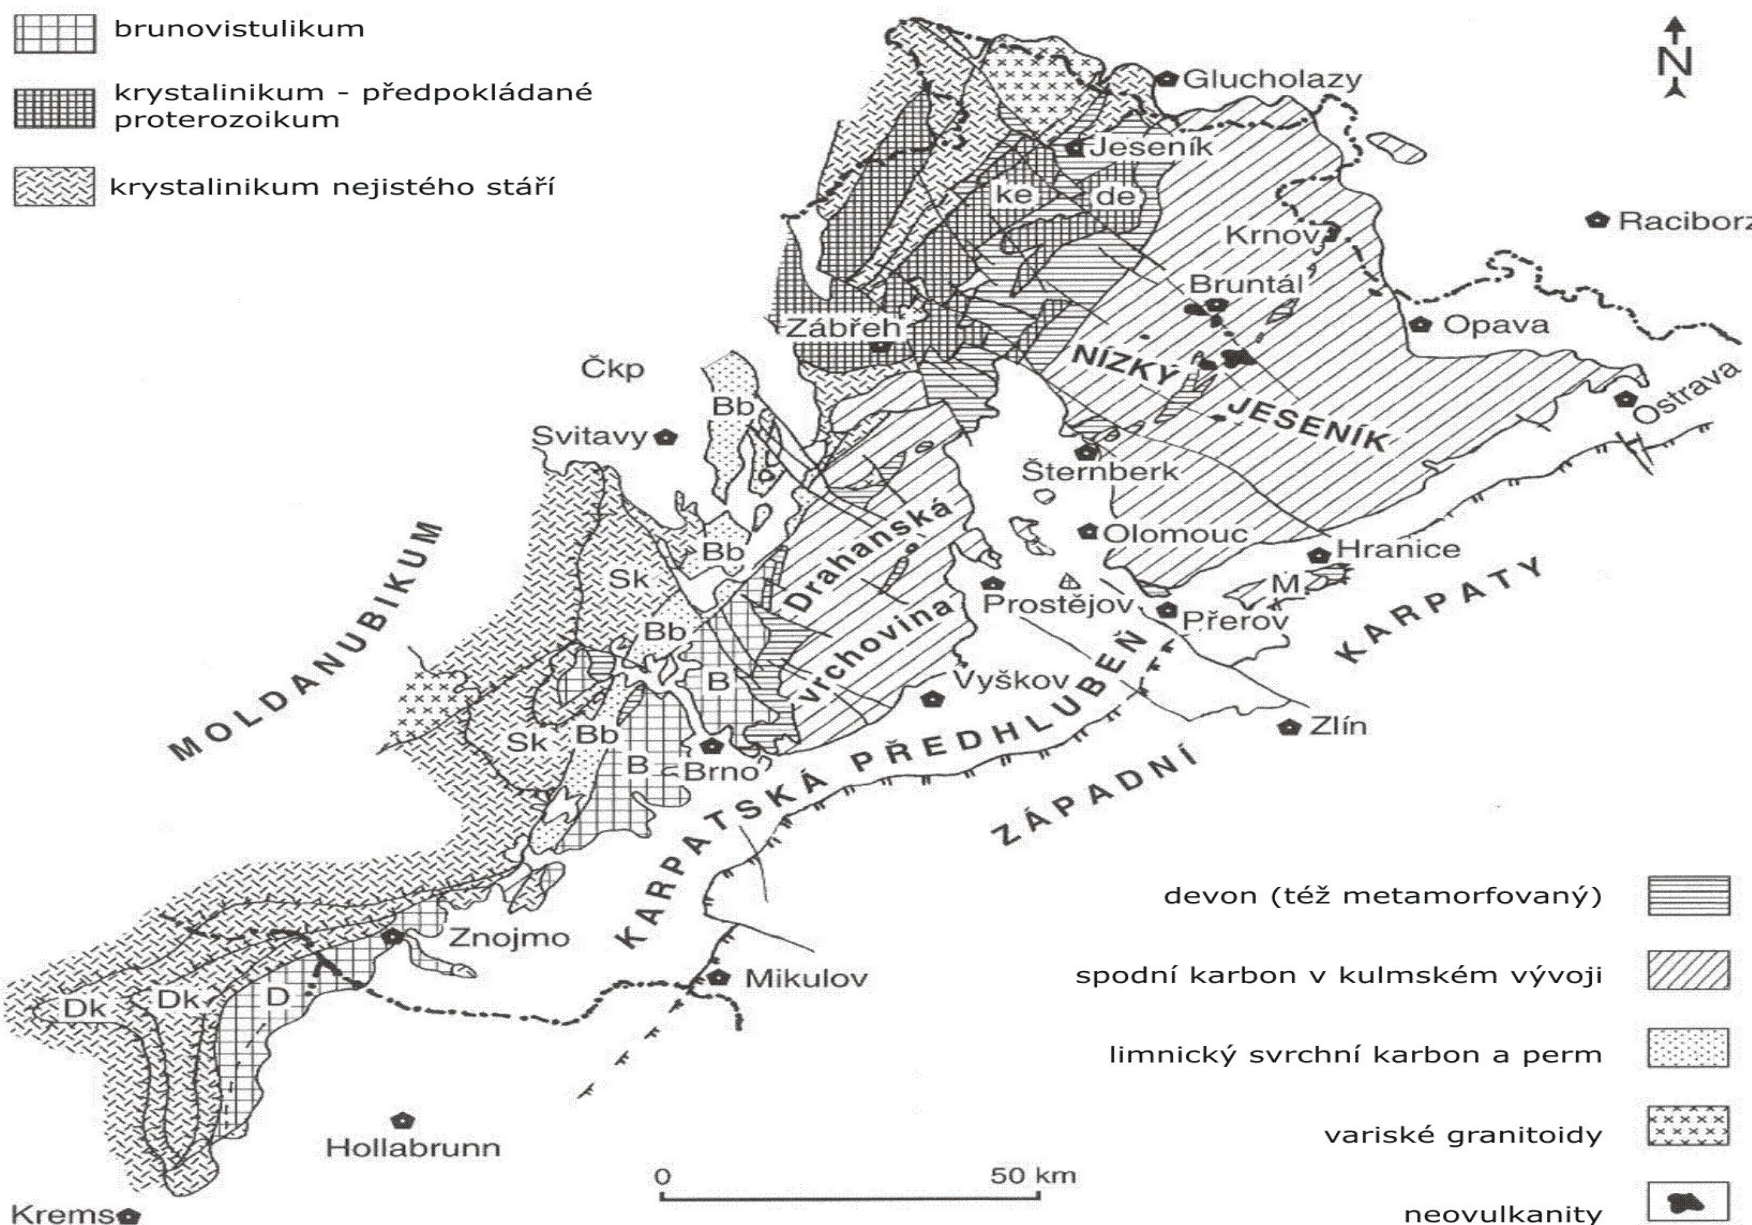 brunovistulikum
krystalinikum - předpokládané
proterozoikum
krystalinikum nejistého stáří
N
Glucholazy
Jeseník
ke
de
Raciborz
Krnov
Bruntál
Opava
Zábřeh
NÍZKÝ
JESENÍK
Ostrava
Čkp
Bb
Svitavy
Šternberk
Olomouc
Hranice
M.
Bb
Sk
Drahanská
vrchovina
Prostějov
Přerov
MOLDANUBIKUM
KARPATY
Bb
B
Vyškov
Zlín
Sk
Bb
B
Brno
KARPATSKÁ PŘEDHLUBEŇ
ZÁPADNÍ
Znojmo
Mikulov
Dk
Dk
D
Hollabrunn
Krems
0
50 km
devon (též metamorfovaný)
spodní karbon v kulmském vývoji
limnický svrchní karbon a perm
variské granitoidy
neovulkanity